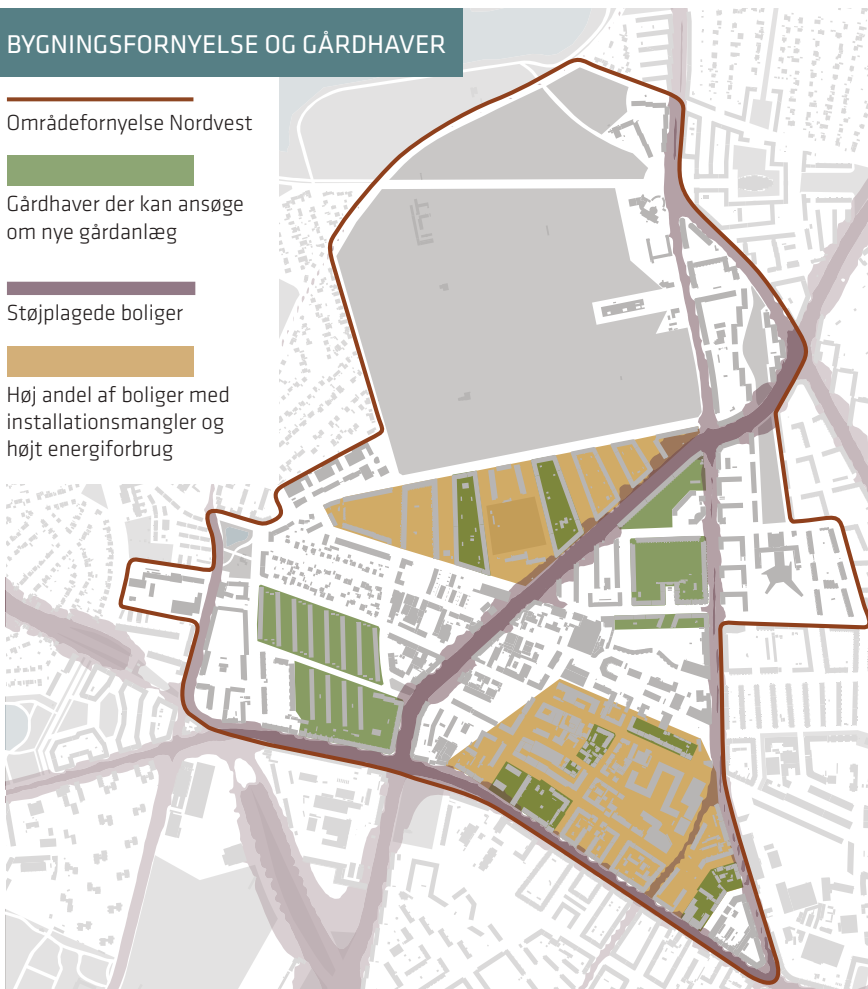 BYGNINGSFORNYELSE OG GÅRDHAVER
Områdefornyelse Nordvest
Gårdhaver der kan ansøge
om nye gårdanlæg
Støjplagede boliger
Høj andel af boliger med
installationsmangler og
højt energiforbrug